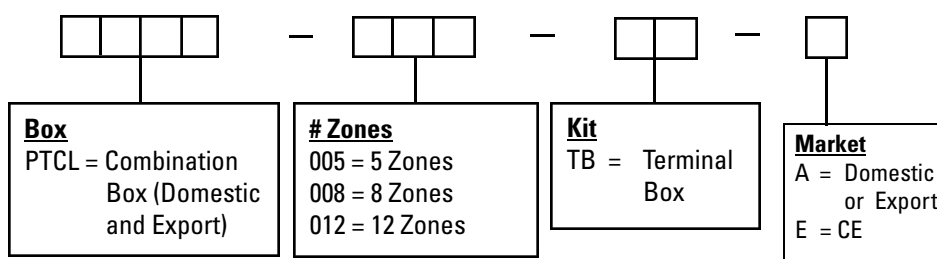 – – –
Box
PTCL = Combination
Box (Domestic
and Export)
# Zones
005 = 5 Zones
008 = 8 Zones
012 = 12 Zones
Kit
TB = Terminal
Box
Market
A = Domestic
or Export
E = CE